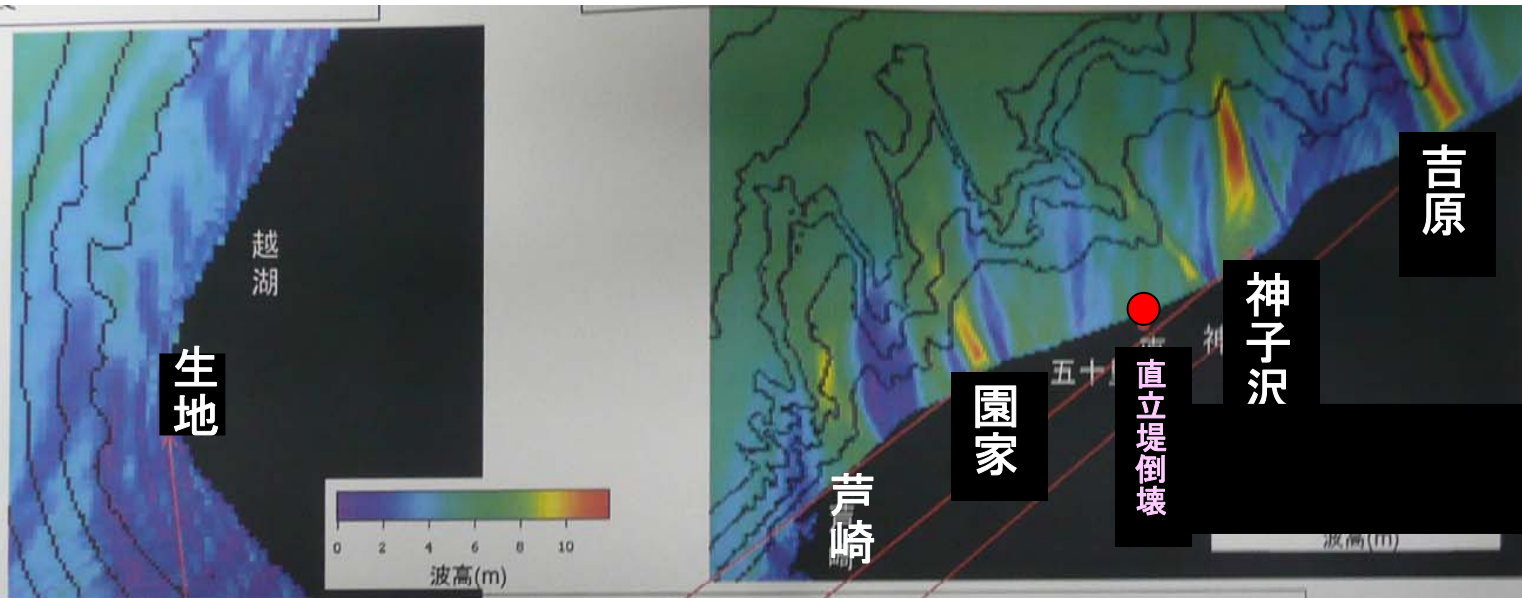 越湖
生地
0 2 4 6 8 10
波高(m)
吉原
神子沢
神
五十
直立堤倒壊
園家
芦崎
波高(m)